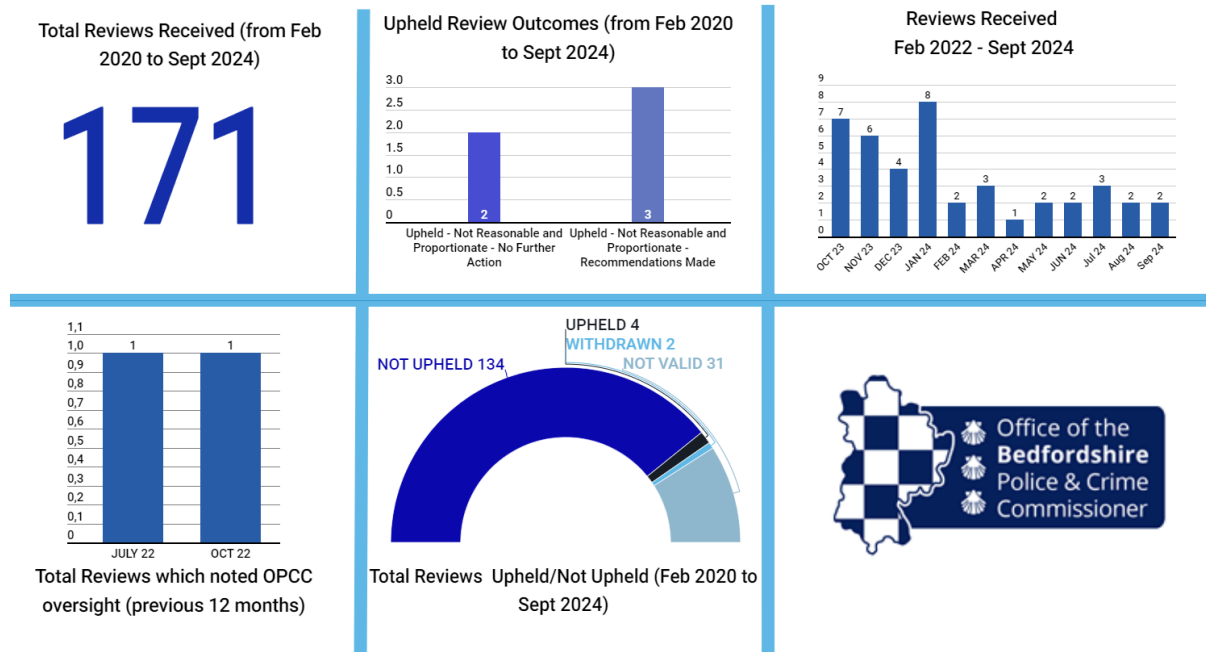 Total Reviews Received (from Feb
2020 to Sept 2024)
171
Upheld Review Outcomes (from Feb 2020
to Sept 2024)
3.0
2.5
2.0
1.5
1.0
0.5
0
2
3
Upheld - Not Reasonable and
Proportionate - No Further
Action
Upheld - Not Reasonable and
Proportionate -
Recommendations Made
Reviews Received
Feb 2022 - Sept 2024
9
8
7
6
5
4
3
2
1
0
7
6
4
8
2
3
1
2
2
3
2
2
OCT 23
NOV 23
DEC 23
JAN 24
FEB 24
MAR 24
APR 24
MAY 24
JUN 24
Jul 24
Aug 24
Sep 24
1,1
1,0
0,9
0,8
0,7
0,6
0,5
0,4
0,3
0,2
0,1
0
1
1
JULY 22
OCT 22
Total Reviews which noted OPCC
oversight (previous 12 months)
UPHELD 4
WITHDRAWN 2
NOT UPHELD 134
NOT VALID 31
Total Reviews Upheld/Not Upheld (Feb 2020 to
Sept 2024)
Office of the
Bedfordshire
Police & Crime
Commissioner